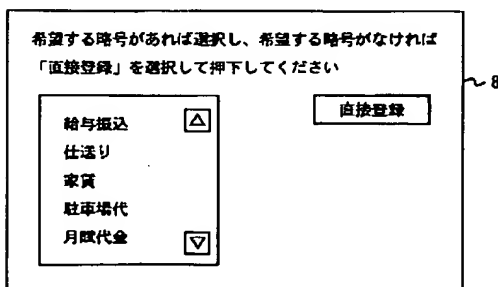 希望する略号があれば選択し、希望する略号がなければ
「直接登録」を選択して押下してください
8
直接登録
給与振込
仕送り
家賃
駐車場代
月賦代金